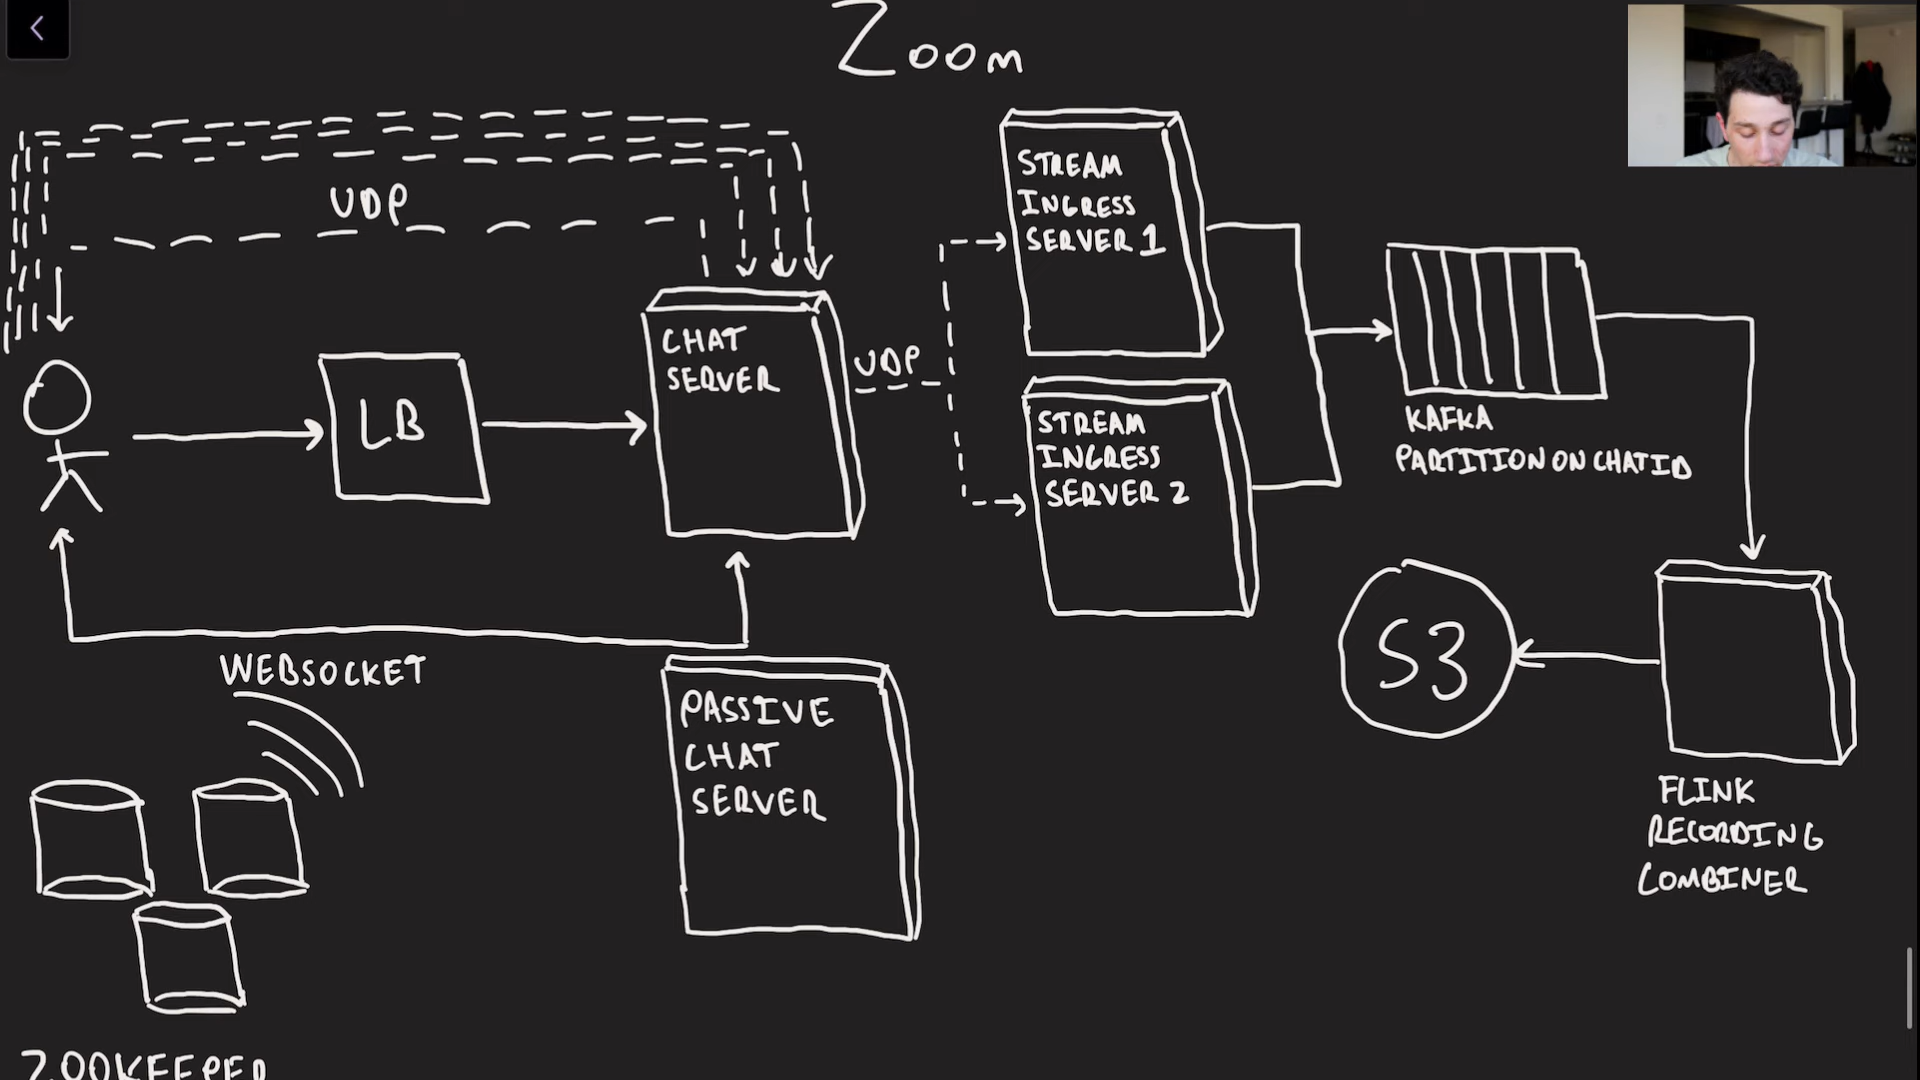 Zoom
UDP
STREAM
INGRESS
SERVER 1
CHAT
SERVER
UDP
LB
STREAM
INGRESS
SERVER 2
KAFKA
PARTITION ON CHATID
S3
WEBSOCKET
PASSIVE
CHAT
SERVER
FLINK
RECORDING
COMBINER
ZOOKEEPER